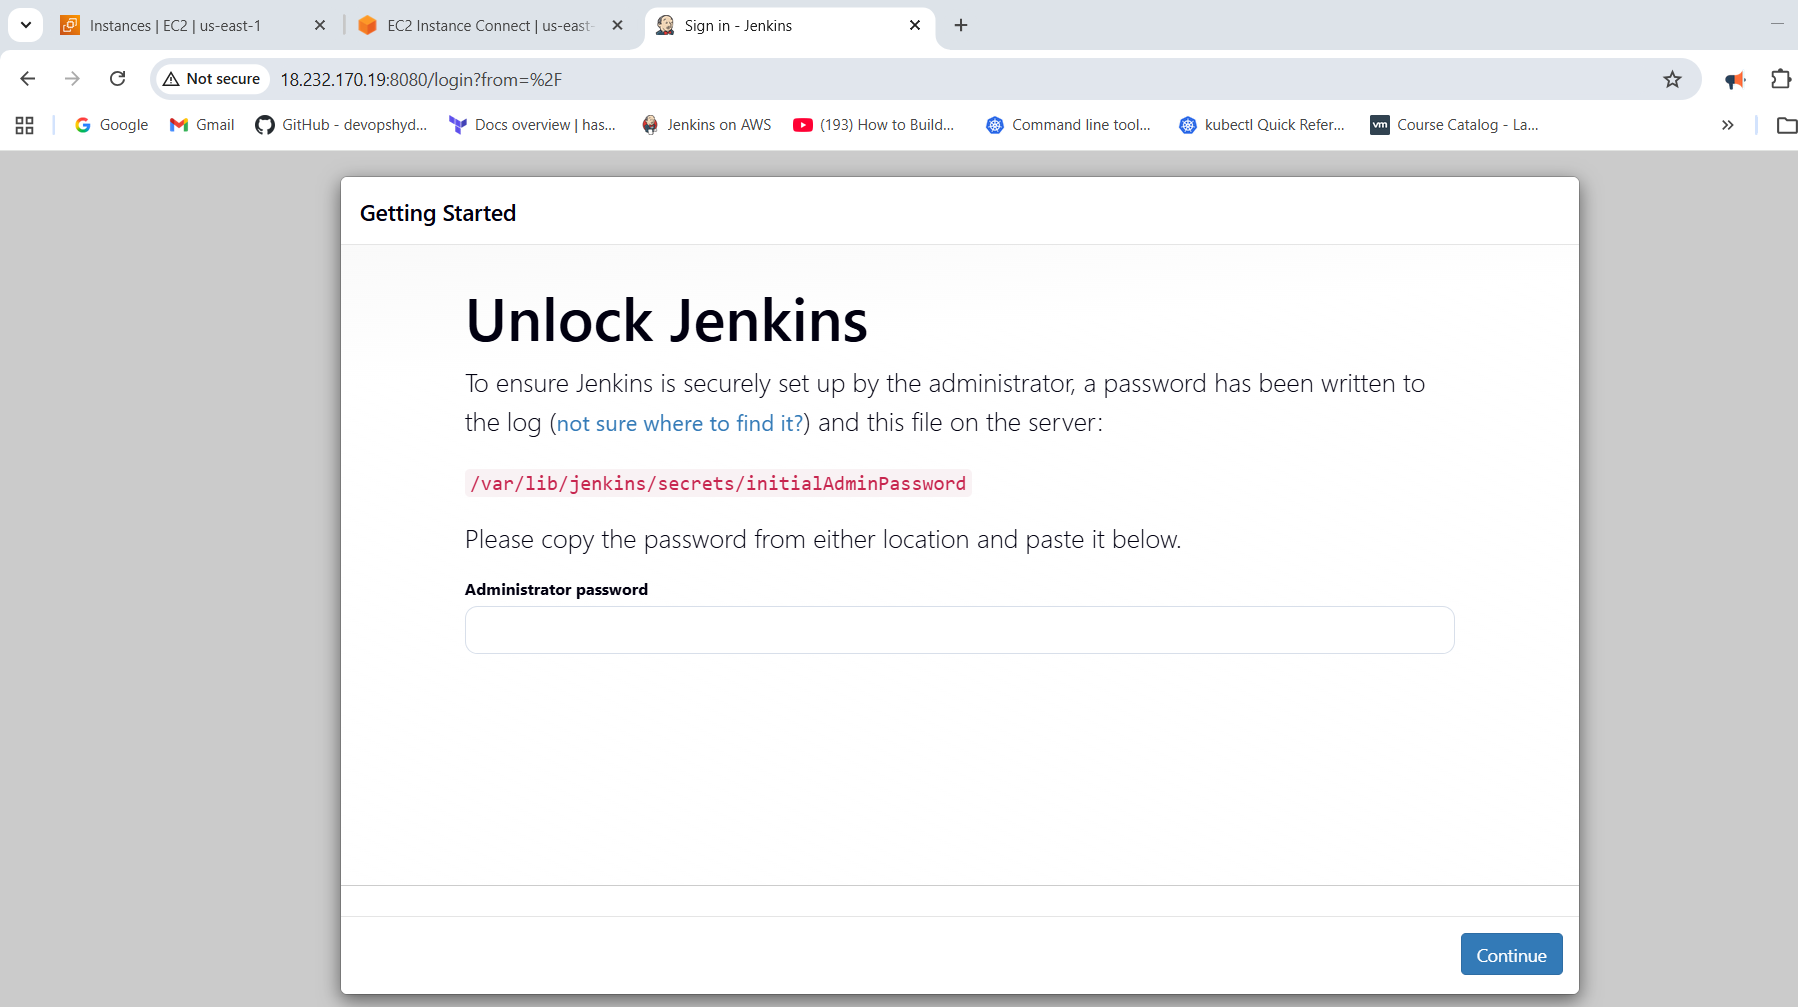 Instances | EC2 | us-east-1
EC2 Instance Connect | us-east-
Sign in - Jenkins
Not secure
18.232.170.19:8080/login?from=%2F
Google
Gmail
GitHub - devopshyd...
Docs overview | has...
Jenkins on AWS
(193) How to Build...
Command line tool...
kubectl Quick Refer...
vm
Course Catalog - La...
Getting Started
Unlock Jenkins
To ensure Jenkins is securely set up by the administrator, a password has been written to
the log (not sure where to find it?) and this file on the server:
/var/lib/jenkins/secrets/initialAdminPassword
Please copy the password from either location and paste it below.
Administrator password
Continue